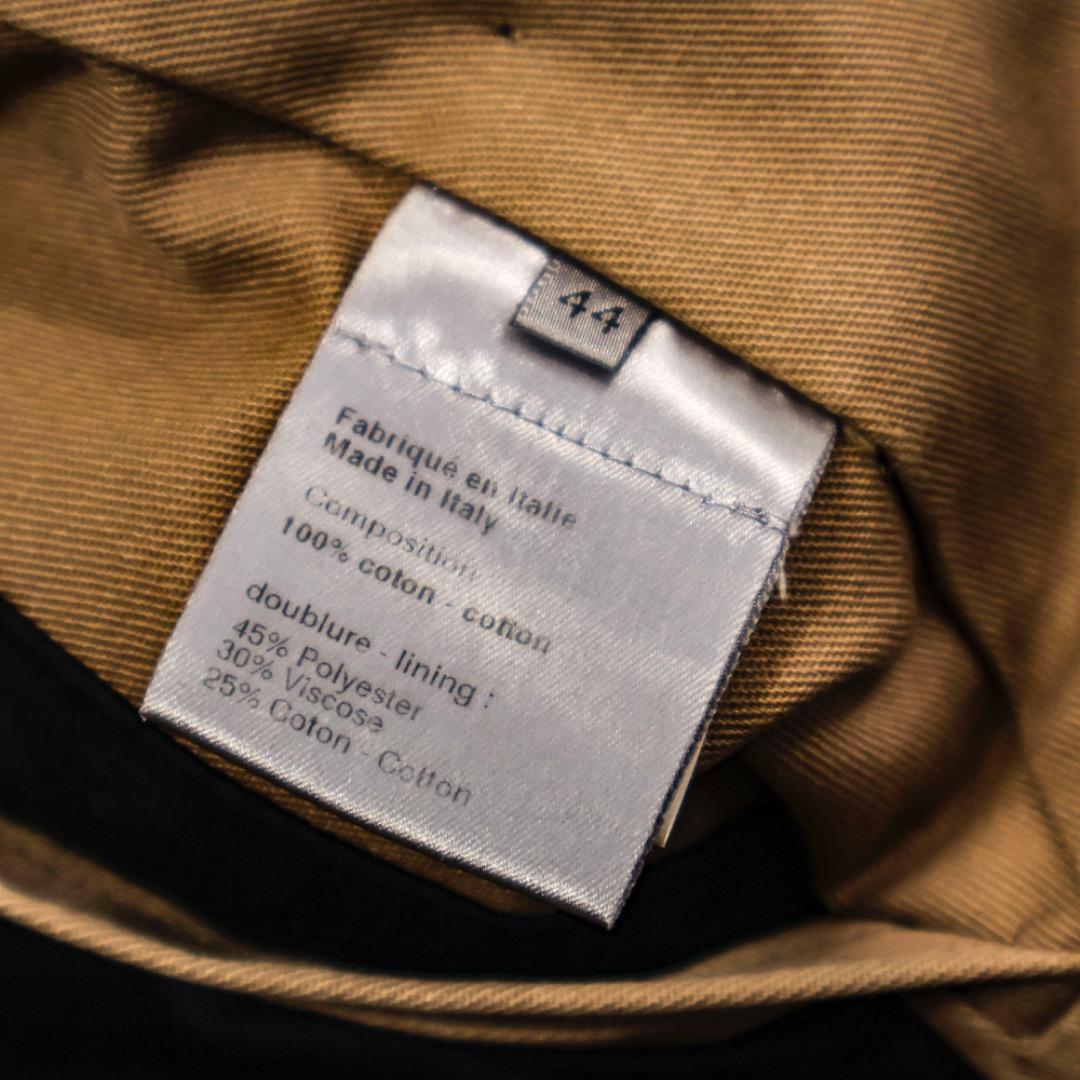 44
Fabriqué en Italie
Made in Italy
Composition
100% coton - cotton
doublure - lining :
45% Polyester
30% Viscose
25% Coton - Cotton